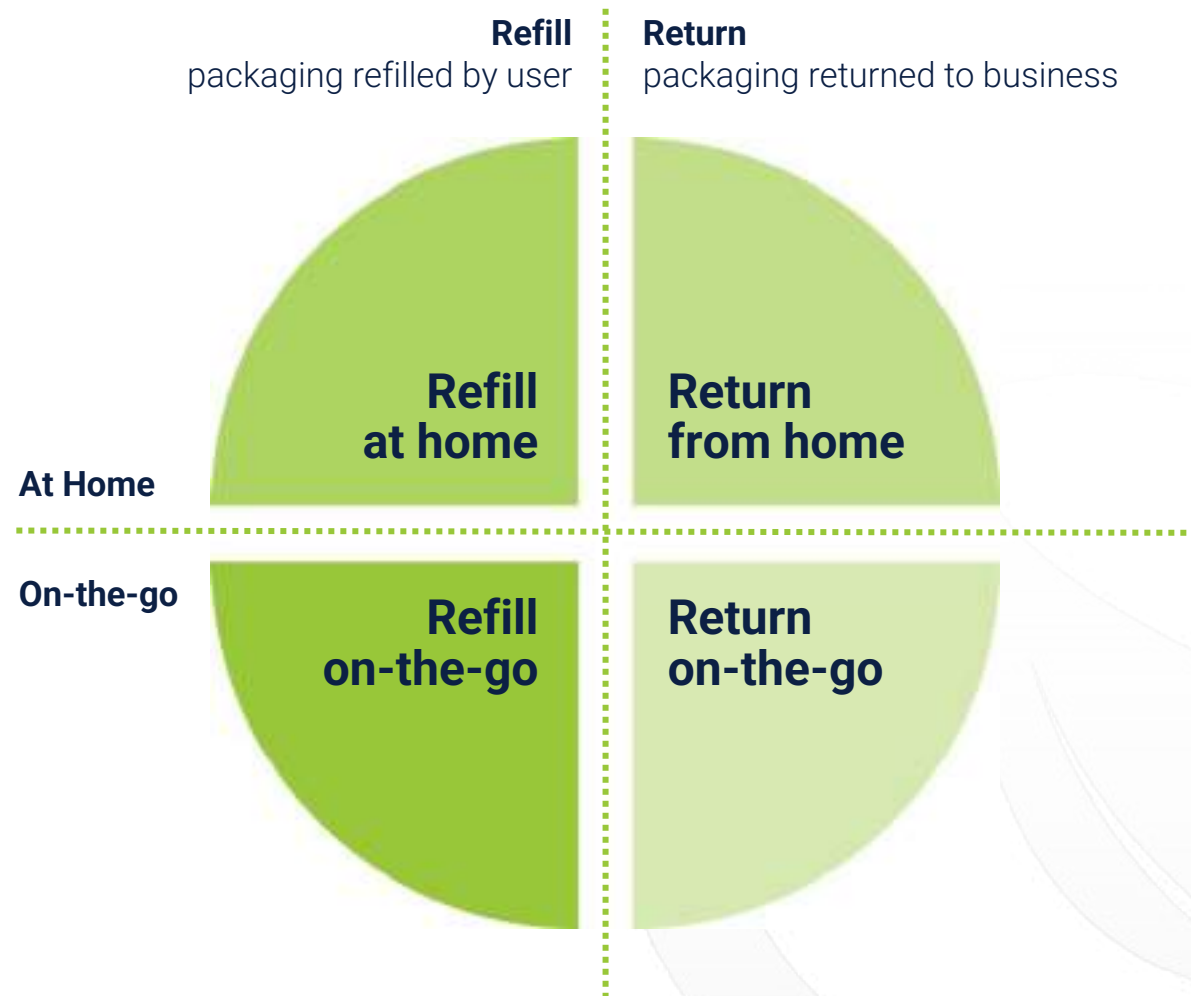 Refill
packaging refilled by user
Return
packaging returned to business
Refill
at home
Return
from home
At Home
On-the-go
Refill
on-the-go
Return
on-the-go